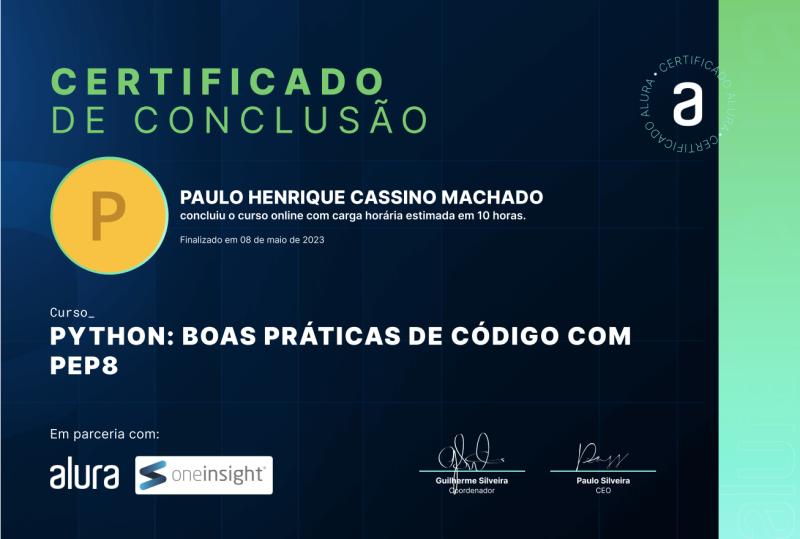 CERTIFICADO
DE CONCLUSÃO
CERTIFICADO ALURA • CERTIFICADO ALURA •
a
P
PAULO HENRIQUE CASSINO MACHADO
concluiu o curso online com carga horária estimada em 10 horas.
Finalizado em 08 de maio de 2023
Curso_
PYTHON: BOAS PRÁTICAS DE CÓDIGO COM
PEP8
Em parceria com:
alura
oneinsight
Guilherme Silveira
Coordenador
Paulo Silveira
CEO
alura